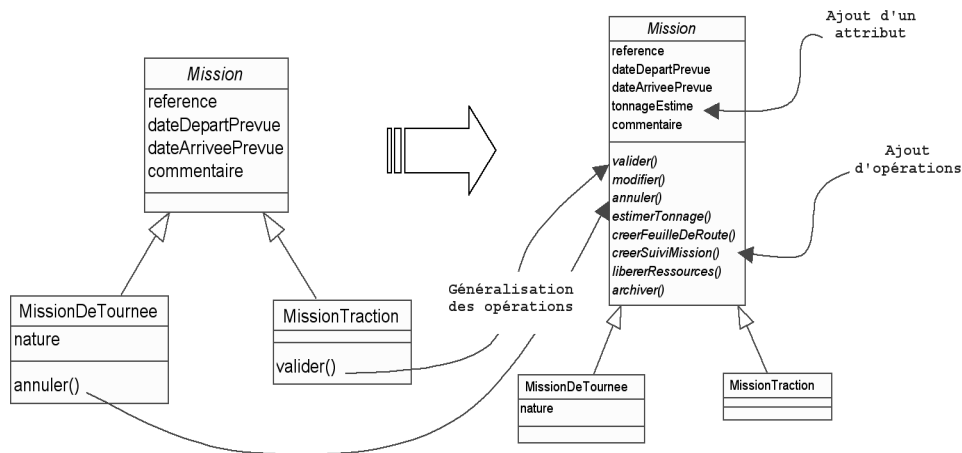 Mission
reference
dateDepartPrevue
dateArriveePrevue
commentaire
MissionDeTournee
nature
annuler()
MissionTraction
valider()
Généralisation
des opérations
Mission
reference
dateDepartPrevue
dateArriveePrevue
tonnageEstime
commentaire
valider()
modifier()
annuler()
estimerTonnage()
creerFeuilleDeRoute()
creerSuiviMission()
libererRessources()
archiver()
MissionDeTournee
nature
MissionTraction
Ajout d'un
attribut
Ajout
d'opérations